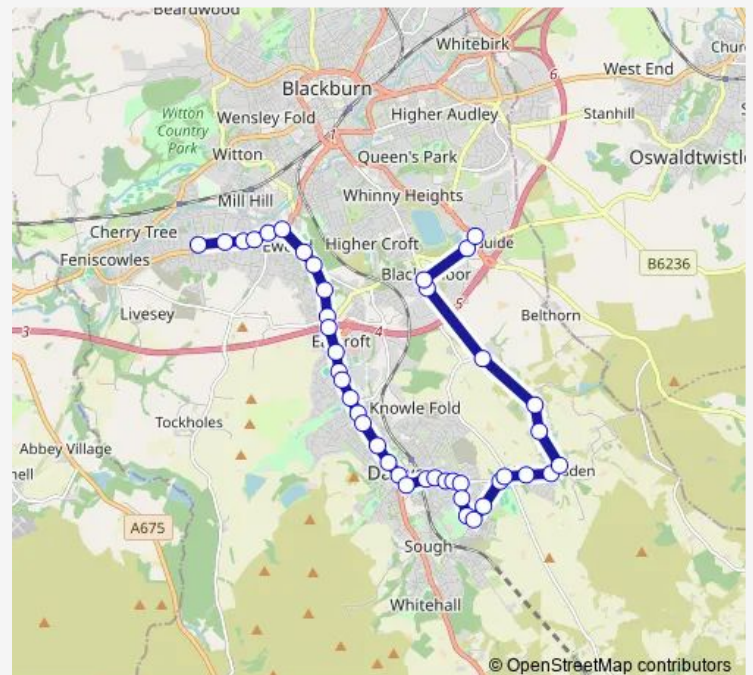 Beardwood
Whitebirk
Chur
6
West End
Blackburn
Witton
Country
Park
Wensley Fold
Higher Audley
Stanhill
Witton
Queen's Park
Oswaldtwistle
Mill Hill
Whinny Heights
Cherry Tree
Higher Croft
Feniscowles
B6236
5
Livesey
Belthorn
3
4
Tockholes
Knowle Fold
Abbey Village
A675
Sough
Whitehall
© OpenStreetMap contributors